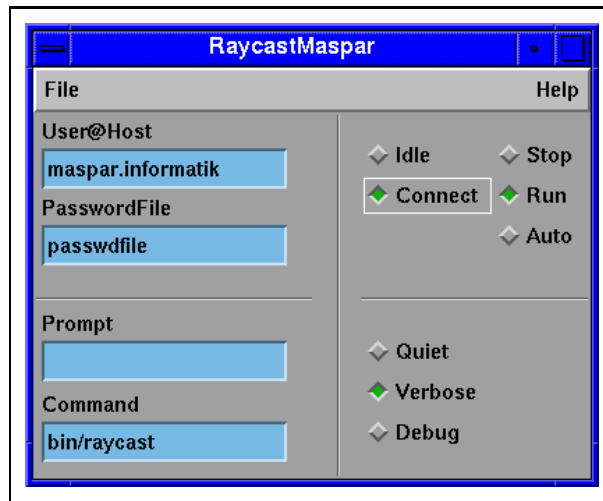 RaycastMaspar
File Help
User@Host
maspar.informatik
PasswordFile
passwdfile
Idle Stop
Connect Run
Auto
Prompt
Command
bin/raycast
Quiet
Verbose
Debug